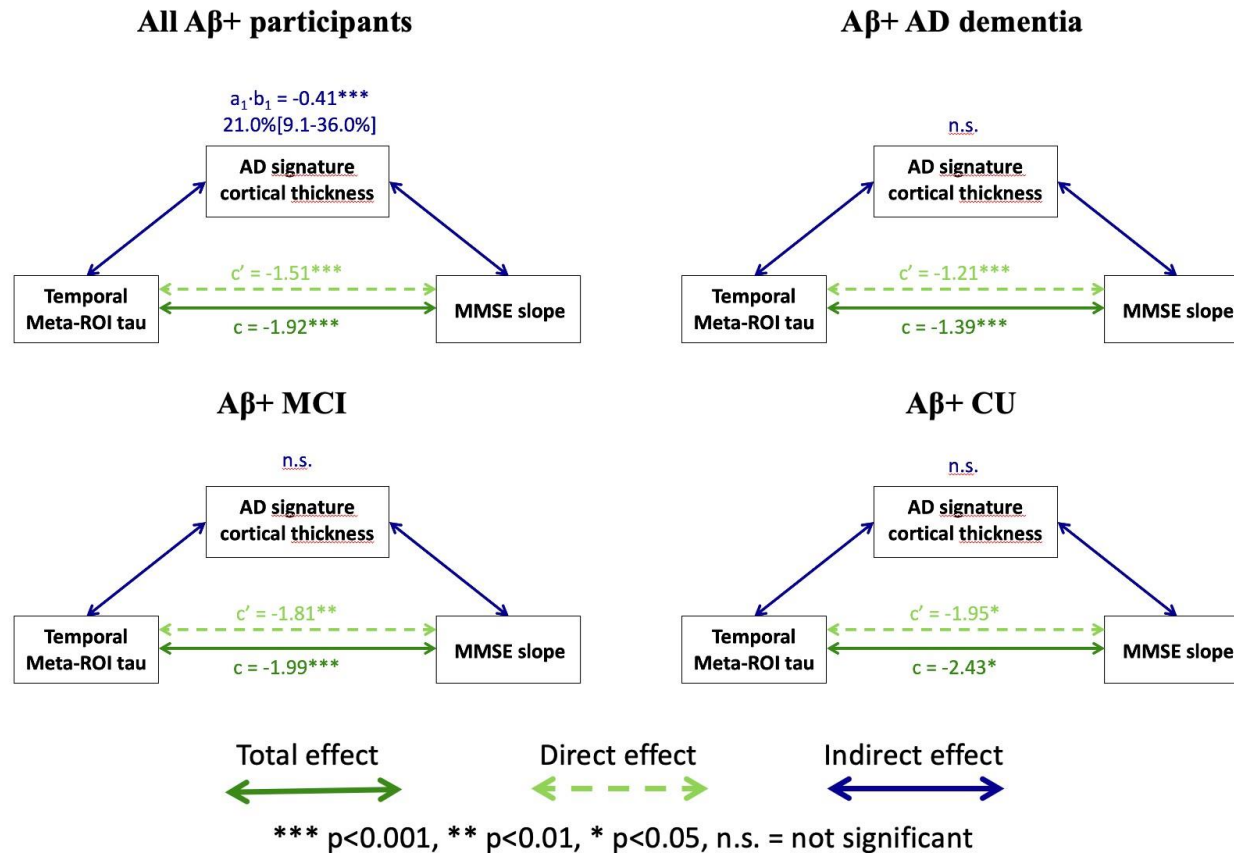 All Aβ+ participants
a₁·b₁ = -0.41***
21.0%[9.1-36.0%]
AD signature
cortical thickness
c’ = -1.51***
Temporal
Meta-ROI tau
MMSE slope
c = -1.92***
Aβ+ AD dementia
n.s.
AD signature
cortical thickness
c’ = -1.21***
Temporal
Meta-ROI tau
MMSE slope
c = -1.39***
Aβ+ MCI
n.s.
AD signature
cortical thickness
c’ = -1.81**
Temporal
Meta-ROI tau
MMSE slope
c = -1.99***
Aβ+ CU
n.s.
AD signature
cortical thickness
c’ = -1.95*
Temporal
Meta-ROI tau
MMSE slope
c = -2.43*
Total effect
Direct effect
Indirect effect
*** p<0.001, ** p<0.01, * p<0.05, n.s. = not significant